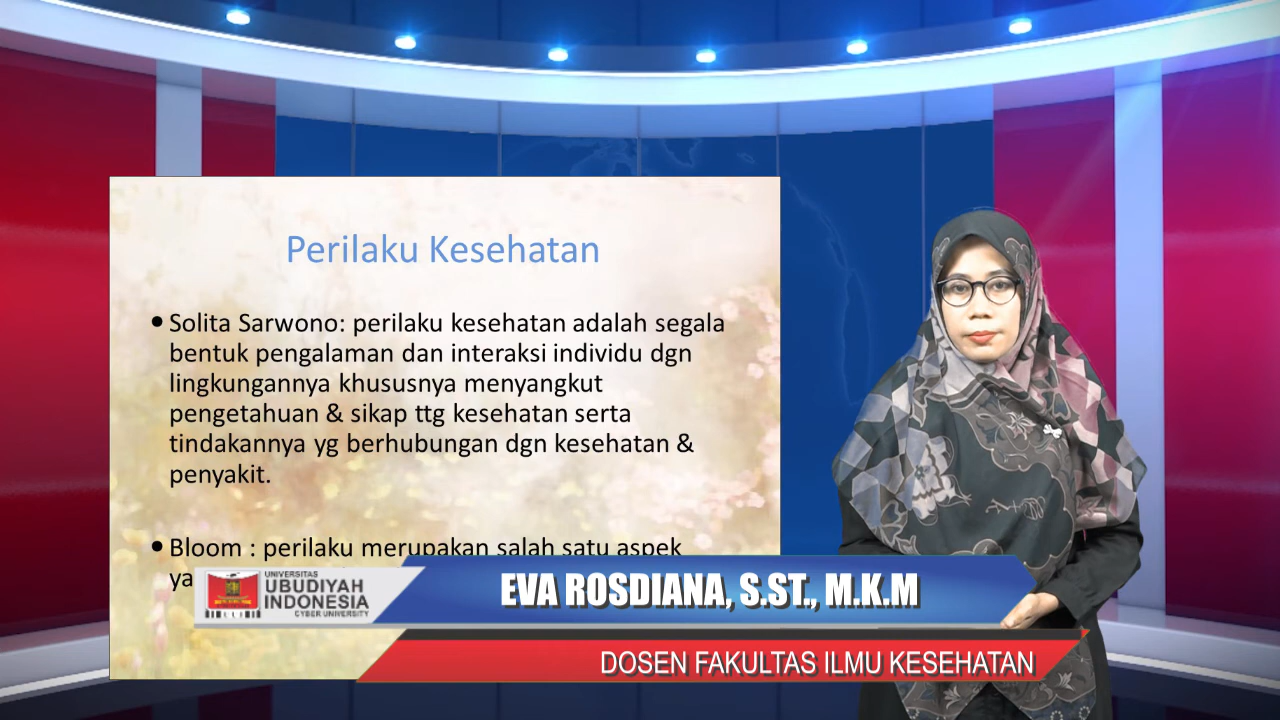 Perilaku Kesehatan
• Solita Sarwono: perilaku kesehatan adalah segala
bentuk pengalaman dan interaksi individu dgn
lingkungannya khususnya menyangkut
pengetahuan & sikap ttg kesehatan serta
tindakannya yg berhubungan dgn kesehatan &
penyakit.
• Bloom : perilaku merupakan salah satu aspek
ya
UNIVERSITAS
UBUDIYAH
INDONESIA
CYBER UNIVERSITY
EVA ROSDIANA, S.ST., M.K.M
DOSEN FAKULTAS ILMU KESEHATAN